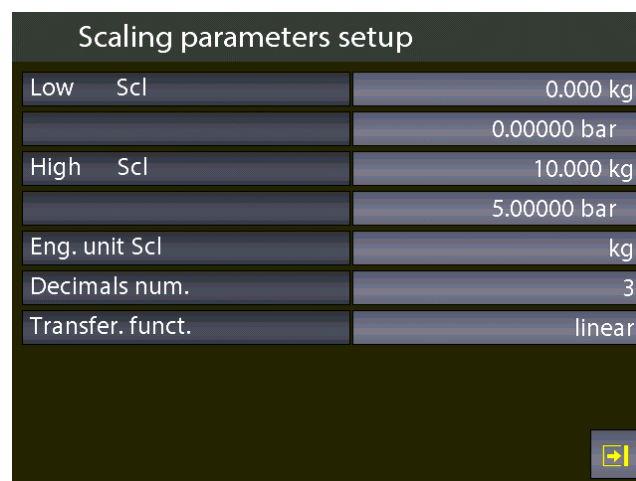 Scaling parameters setup
Low Scl 0.000 kg
0.00000 bar
High Scl 10.000 kg
5.00000 bar
Eng. unit Scl kg
Decimals num. 3
Transfer. funct. linear